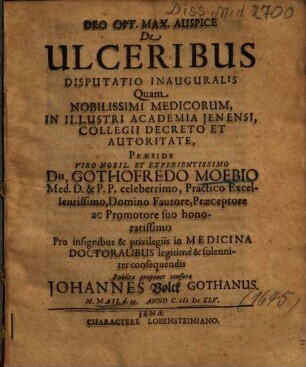 Diss. Med 2700
DEO OPT. MAX. AUSPICE
De
ULCERIBUS
DISPUTATIO INAUGURALIS
Quam
NOBILISSIMI MEDICORUM,
IN ILLUSTRI ACADEMIA JENENSI,
COLLEGII DECRETO ET
AUTORITATE,
PRÆSIDE
VIRO NOBIL. ET EXPERIENTISSIMO
Dn. GOTHOFREDO MOEBIO
Med. D. & P. P. celeberrimo, Practico Excel-
lentissimo, Domino Fautore, Præceptore
ac Promotore suo hono-
ratissimo
Pro insignibus & privilegiis in MEDICINA
DOCTORALIBUS legitimè & solenni-
ter consequendis
Publicæ proponet censuræ
JOHANNES Volck GOTHANUS.
M. MAII d. ANNO C. IƆ IƆc XLV.
(1645)
JENÆ
CHARACTERE LOBENSTEINIANO.